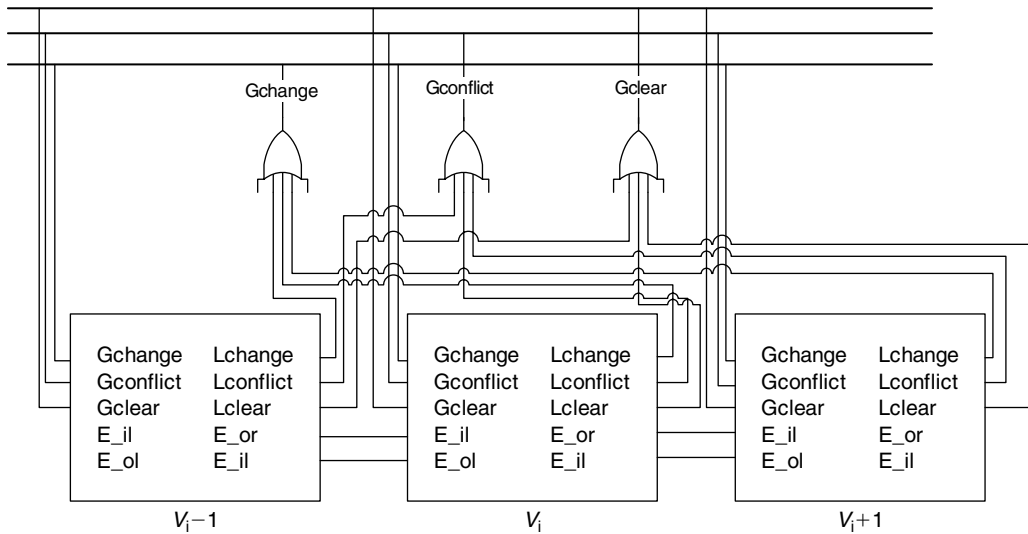 Gchange
Gconflict
Gclear
Gchange Lchange
Gconflict Lconflict
Gclear Lclear
E_il E_or
E_ol E_il
Gchange Lchange
Gconflict Lconflict
Gclear Lclear
E_il E_or
E_ol E_il
Gchange Lchange
Gconflict Lconflict
Gclear Lclear
E_il E_or
E_ol E_il
Vi−1
Vi
Vi+1